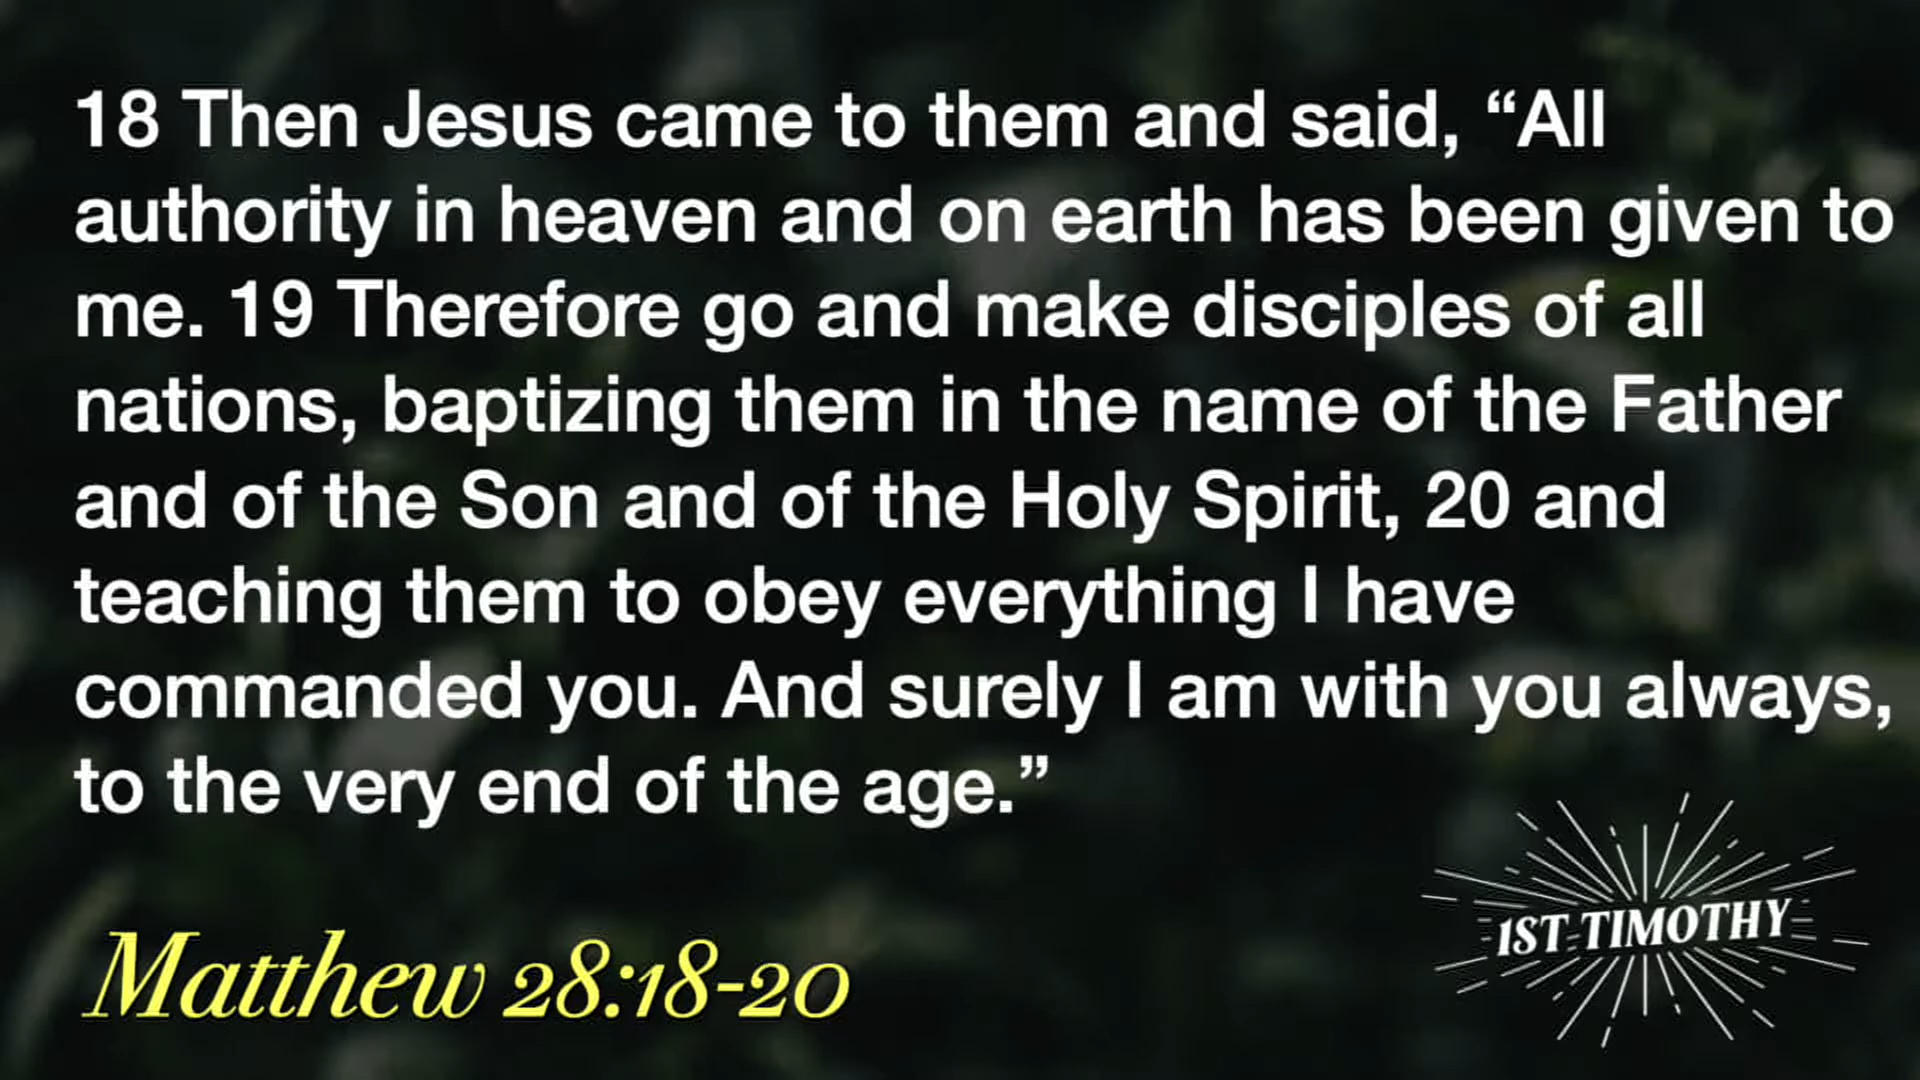 18 Then Jesus came to them and said, “All
authority in heaven and on earth has been given to
me. 19 Therefore go and make disciples of all
nations, baptizing them in the name of the Father
and of the Son and of the Holy Spirit, 20 and
teaching them to obey everything I have
commanded you. And surely I am with you always,
to the very end of the age.”
Matthew 28:18-20
1ST TIMOTHY